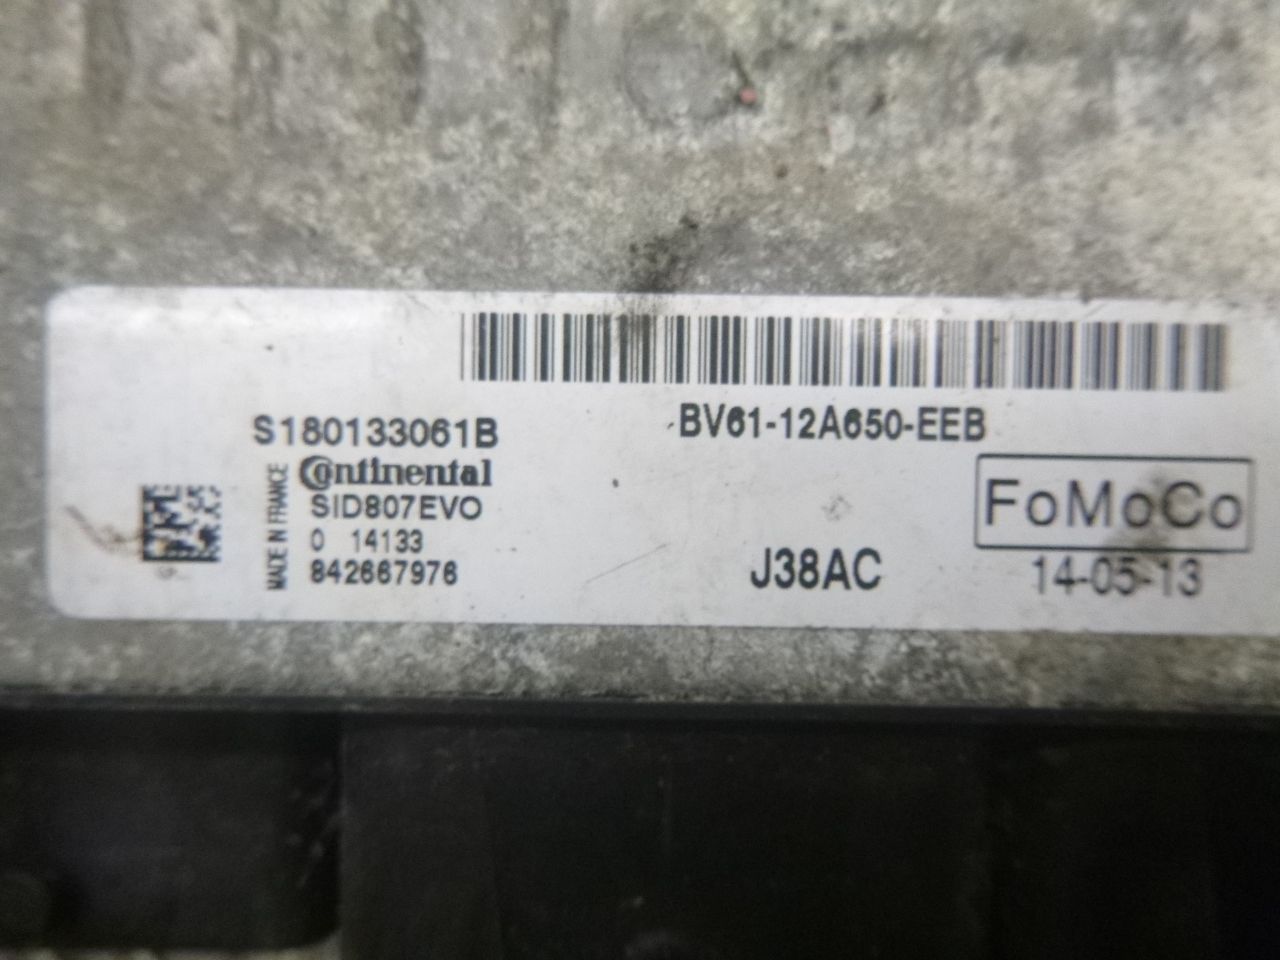 S180133061B
BV61-12A650-EEB
MADE IN FRANCE
Continental
SID807EVO
0 14133
842667976
J38AC
FoMoCo
14-05-13